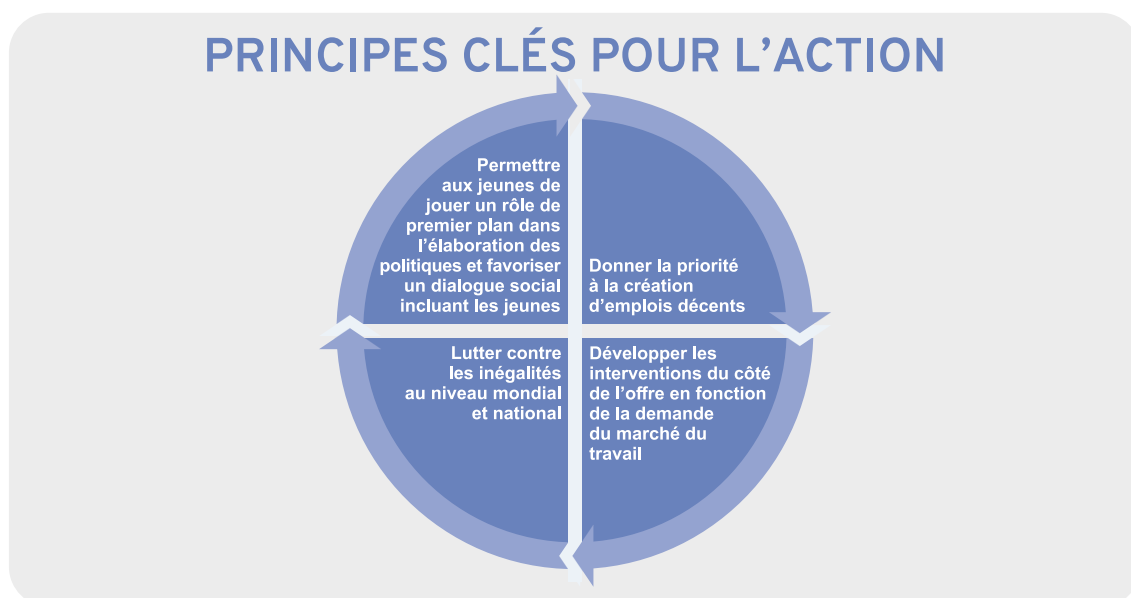 PRINCIPES CLÉS POUR L’ACTION
Permettre
aux jeunes de
jouer un rôle de
premier plan dans
l’élaboration des
politiques et favoriser
un dialogue social
incluant les jeunes
Donner la priorité
à la création
d’emplois décents
Lutter contre
les inégalités
au niveau mondial
et national
Développer les
interventions du côté
de l’offre en fonction
de la demande
du marché du
travail